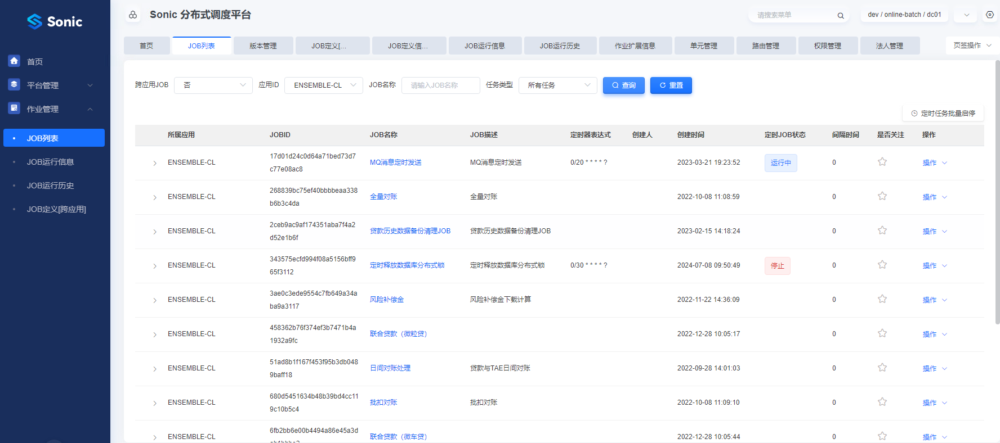 Sonic
首页
平台管理
作业管理
JOB列表
JOB运行信息
JOB运行历史
JOB定义[跨应用]
Sonic 分布式调度平台
请搜索菜单
dev / online-batch / dc01
首页 JOB列表 版本管理 JOB定义[... JOB定义信... JOB运行信息 JOB运行历史 作业扩展信息 单元管理 路由管理 权限管理 法人管理 页签操作
跨应用JOB 否 应用ID ENSEMBLE-CL JOB名称 请输入JOB名称 任务类型 所有任务 查询 重置
定时任务批量启停
所属应用 JOBID JOB名称 JOB描述 定时器表达式 创建人 创建时间 定时JOB状态 间隔时间 是否关注 操作
ENSEMBLE-CL 17d01d24c0d64a71bed73d7 MQ消息定时发送 MQ消息定时发送 0/20 * * * * ? 2023-03-21 19:23:52 运行中 0 操作
c77e08ac8
ENSEMBLE-CL 268839bc75ef40bbbbeaa338 全量对账 全量对账 2022-10-08 11:08:59 0 操作
b6b3c4da
ENSEMBLE-CL 2ceb9ac9af174351aba7f4a2 贷款历史数据备份清理JOB 贷款历史数据备份清理JOB 2023-02-15 14:18:24 0 操作
d52e1b6f
ENSEMBLE-CL 343575ecfd994f08a5156bff9 定时释放数据库分布式锁 定时释放数据库分布式锁 0/30 * * * * ? 2024-07-08 09:50:49 停止 0 操作
65f3112
ENSEMBLE-CL 3ae0c3ede9554c7fb649a34a 风险补偿金 风险补偿金下载计算 2022-11-22 14:36:09 0 操作
ba9a3117
ENSEMBLE-CL 458362b76f374ef3b7471b4a 联合贷款（微粒贷） 2022-12-28 10:05:17 0 操作
1932a9fc
ENSEMBLE-CL 51ad8b1f167f453f95b3db048 日间对账处理 贷款与TAE日间对账 2022-09-28 14:01:03 0 操作
9baff18
ENSEMBLE-CL 680d5451634b48b39bd4cc11 批扣对账 批扣对账 2022-10-08 11:09:10 0 操作
9c10b5c4
ENSEMBLE-CL 6fb2bb6e00b4494a86e45a3d 联合贷款（微车贷） 2022-12-28 10:05:44 0 操作